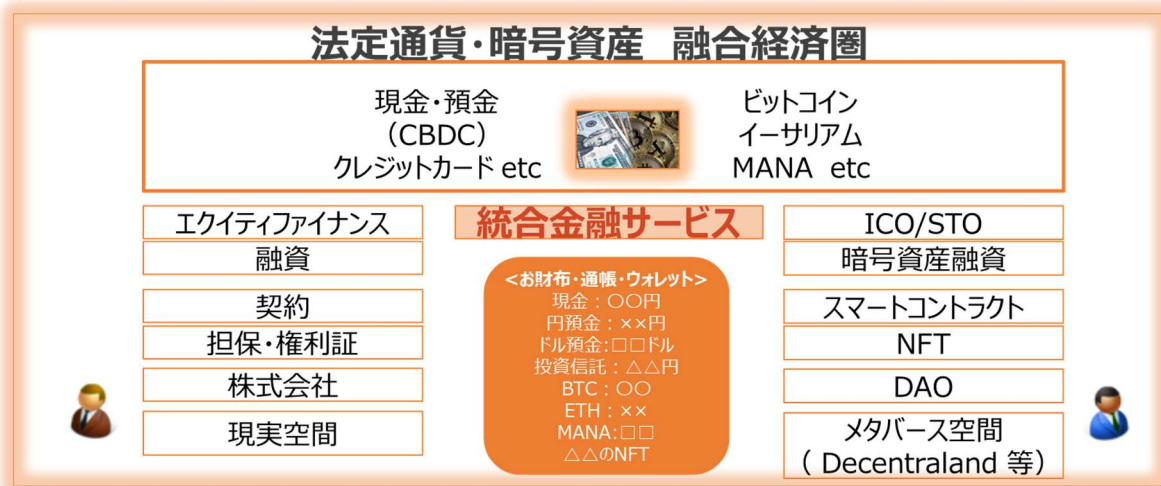 法定通貨・暗号資産 融合経済圏
現金・預金
（CBDC）
クレジットカード etc
ビットコイン
イーサリアム
MANA etc
エクイティファイナンス
融資
契約
担保・権利証
株式会社
現実空間
統合金融サービス
<お財布・通帳・ウォレット>
現金：〇〇円
円預金：××円
ドル預金:□□ドル
投資信託：△△円
BTC：〇〇
ETH：××
MANA:□□
△△のNFT
ICO/STO
暗号資産融資
スマートコントラクト
NFT
DAO
メタバース空間
（ Decentraland 等）